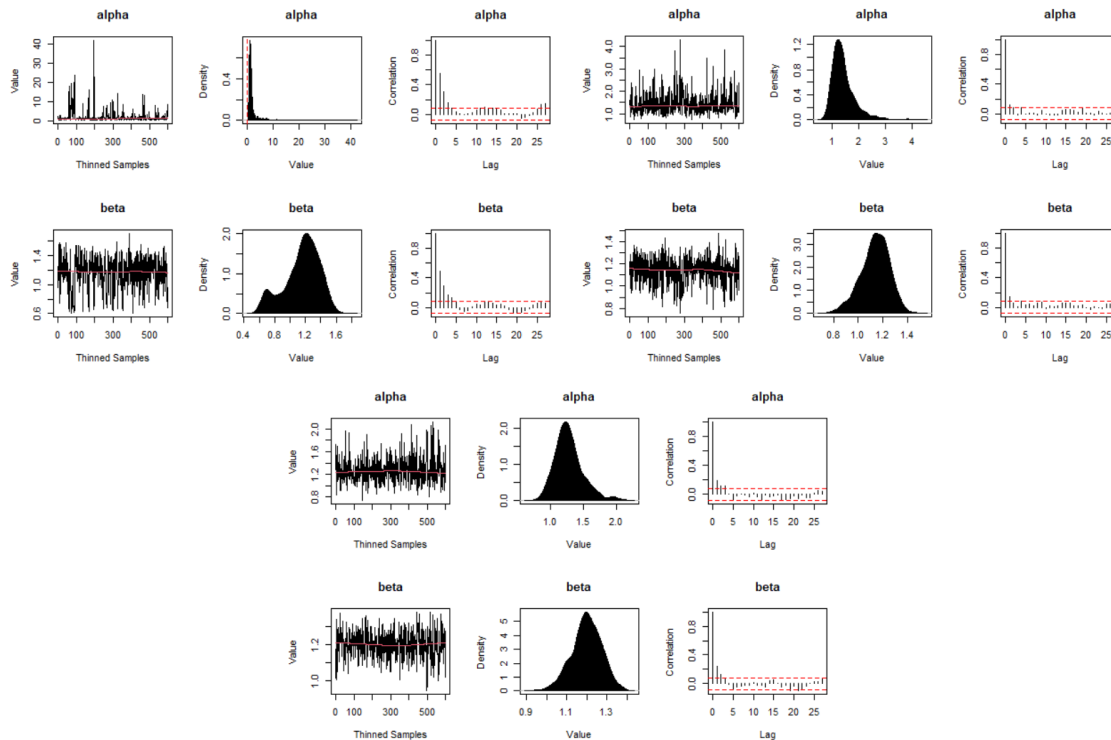 alpha alpha alpha alpha alpha alpha
Value 0 10 20 30 40 0 100 300 500 Thinned Samples
Density 0.0 0.4 0 10 20 30 40 Value
Correlation 0.0 0.4 0.8 0 5 10 15 20 25 Lag
Value 1.0 2.0 3.0 4.0 0 100 300 500 Thinned Samples
Density 0.0 0.4 0.8 1.2 1 2 3 4 Value
Correlation 0.0 0.4 0.8 0 5 10 15 20 25 Lag
beta beta beta beta beta beta
Value 0.6 1.0 1.4 0 100 300 500 Thinned Samples
Density 0.0 1.0 2.0 0.4 0.8 1.2 1.6 Value
Correlation 0.0 0.4 0.8 0 5 10 15 20 25 Lag
Value 0.8 1.0 1.2 1.4 0 100 300 500 Thinned Samples
Density 0.0 1.0 2.0 3.0 0.8 1.0 1.2 1.4 Value
Correlation 0.0 0.4 0.8 0 5 10 15 20 25 Lag
alpha alpha alpha
Value 0.8 1.2 1.6 2.0 0 100 300 500 Thinned Samples
Density 0.0 1.0 2.0 1.0 1.5 2.0 Value
Correlation 0.0 0.4 0.8 0 5 10 15 20 25 Lag
beta beta beta
Value 1.0 1.2 0 100 300 500 Thinned Samples
Density 0 1 2 3 4 5 0.9 1.1 1.3 Value
Correlation 0.0 0.4 0.8 0 5 10 15 20 25 Lag